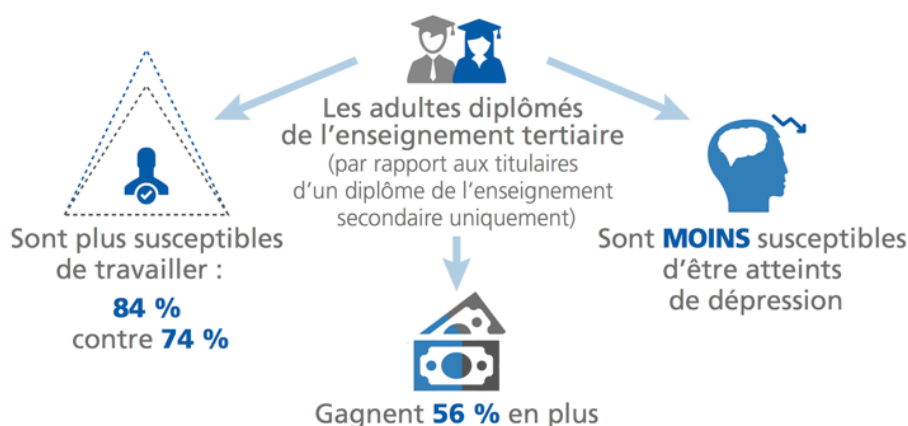 Les adultes diplômés
de l'enseignement tertiaire
(par rapport aux titulaires
d'un diplôme de l'enseignement
secondaire uniquement)
Sont plus susceptibles
de travailler :
84 %
contre 74 %
Gagnent 56 % en plus
Sont MOINS susceptibles
d'être atteints
de dépression